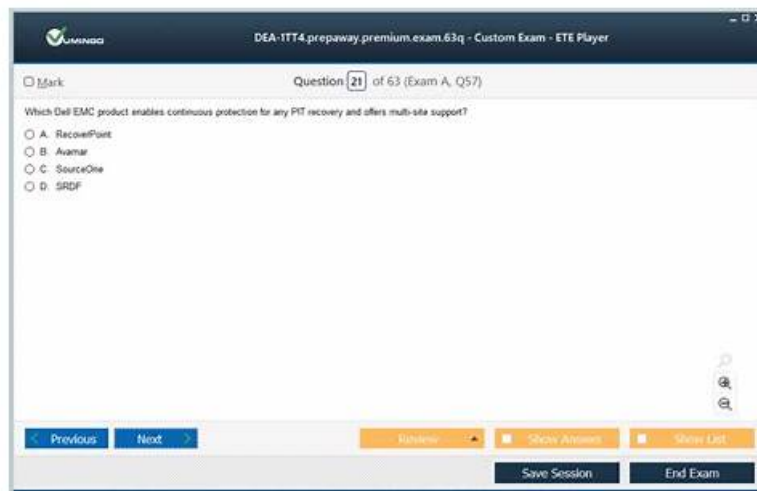 VUMINGO
DEA-1TT4.prepaway.premium.exam.63q - Custom Exam - ETE Player
Mark
Question 21 of 63 (Exam A, Q57)
Which Dell EMC product enables continuous protection for any PIT recovery and offers multi-site support?
A. RecoverPoint
B. Avamar
C. SourceOne
D. SRDF
Previous Next Review Show Answer Show List
Save Session End Exam